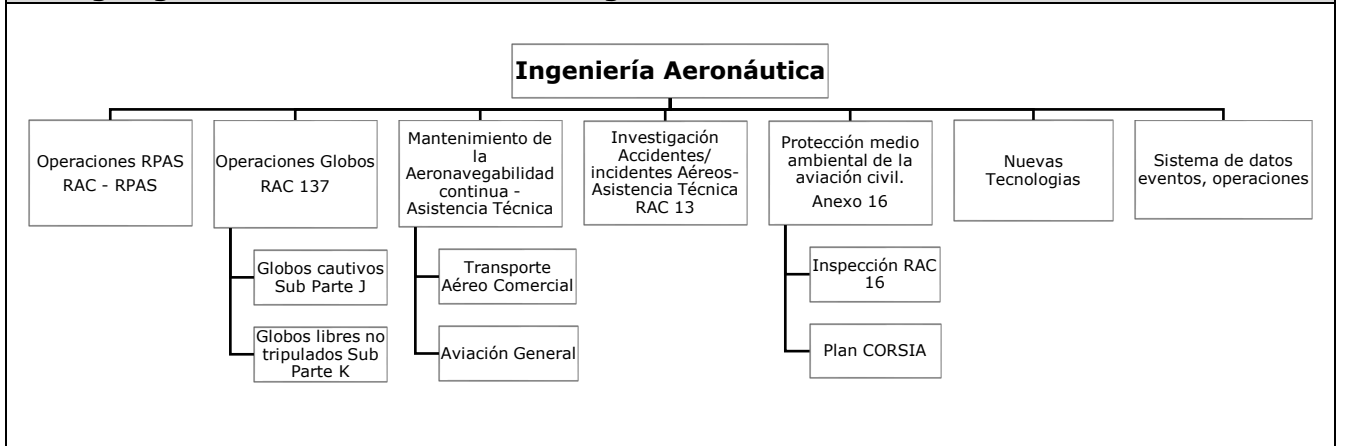 Ingeniería Aeronáutica
Operaciones RPAS
RAC - RPAS
Operaciones Globos
RAC 137
Mantenimiento de
la
Aeronavegabilidad
continua -
Asistencia Técnica
Investigación
Accidentes/
incidentes Aéreos-
Asistencia Técnica
RAC 13
Protección medio
ambiental de la
aviación civil.
Anexo 16
Nuevas
Tecnologias
Sistema de datos
eventos, operaciones
Globos cautivos
Sub Parte J
Globos libres no
tripulados Sub
Parte K
Transporte
Aéreo Comercial
Aviación General
Inspección RAC
16
Plan CORSIA